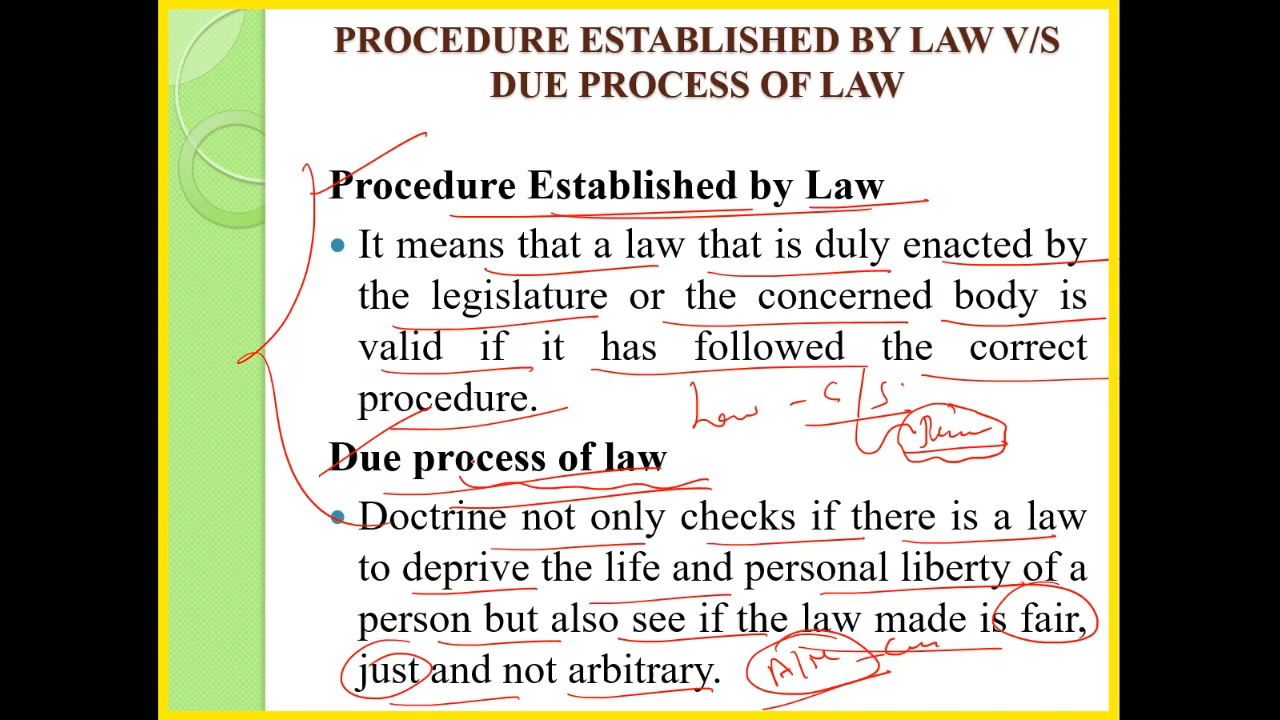 PROCEDURE ESTABLISHED BY LAW V/S
DUE PROCESS OF LAW
Procedure Established by Law
• It means that a law that is duly enacted by
the legislature or the concerned body is
valid if it has followed the correct
procedure.
Law - C/S
Due process of law
• Doctrine not only checks if there is a law
to deprive the life and personal liberty of a
person but also see if the law made is fair,
just and not arbitrary.
A/M